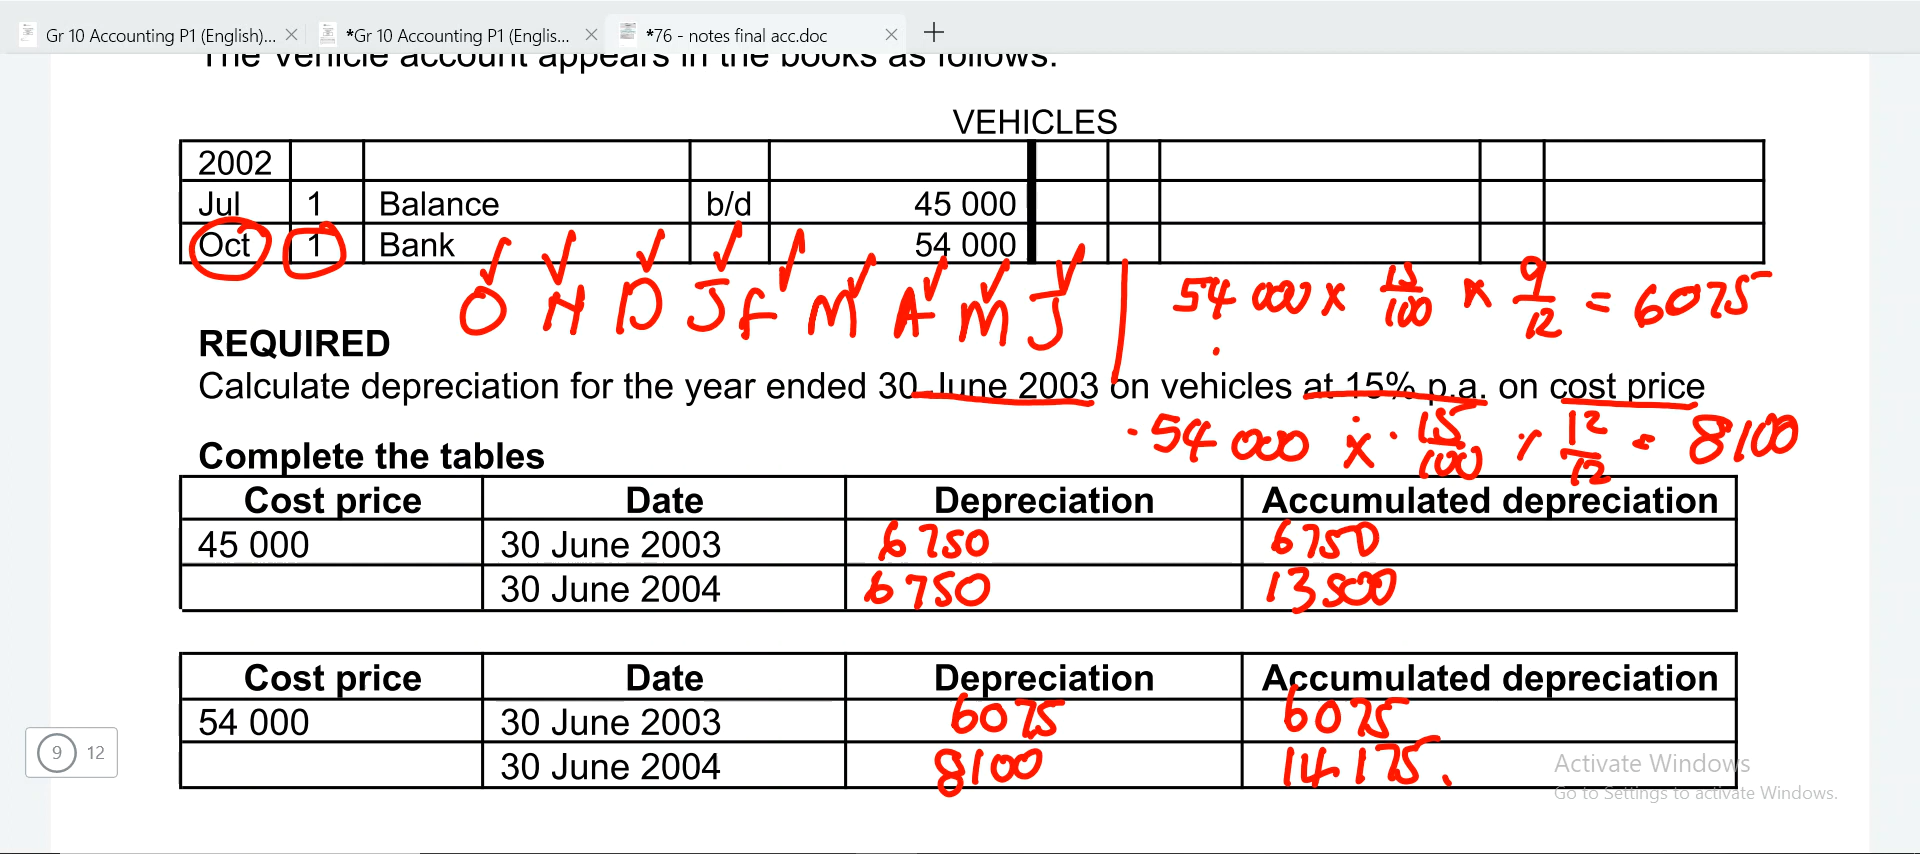 Gr 10 Accounting P1 (English)... *Gr 10 Accounting P1 (Englis... *76 - notes final acc.doc
The vehicle account appears in the books as follows:
VEHICLES
2002
Jul 1 Balance b/d 45 000
Oct 1 Bank 54 000
O N D J F M A M J 54 000 x 15/100 x 9/12 = 6075
REQUIRED
Calculate depreciation for the year ended 30 June 2003 on vehicles at 15% p.a. on cost price
54 000 x 15/100 x 12/12 = 8100
Complete the tables
Cost price Date Depreciation Accumulated depreciation
45 000 30 June 2003 6750 6750
30 June 2004 6750 13500
Cost price Date Depreciation Accumulated depreciation
54 000 30 June 2003 6075 6075
9 12
30 June 2004 8100 14175.
Activate Windows
Go to Settings to activate Windows.